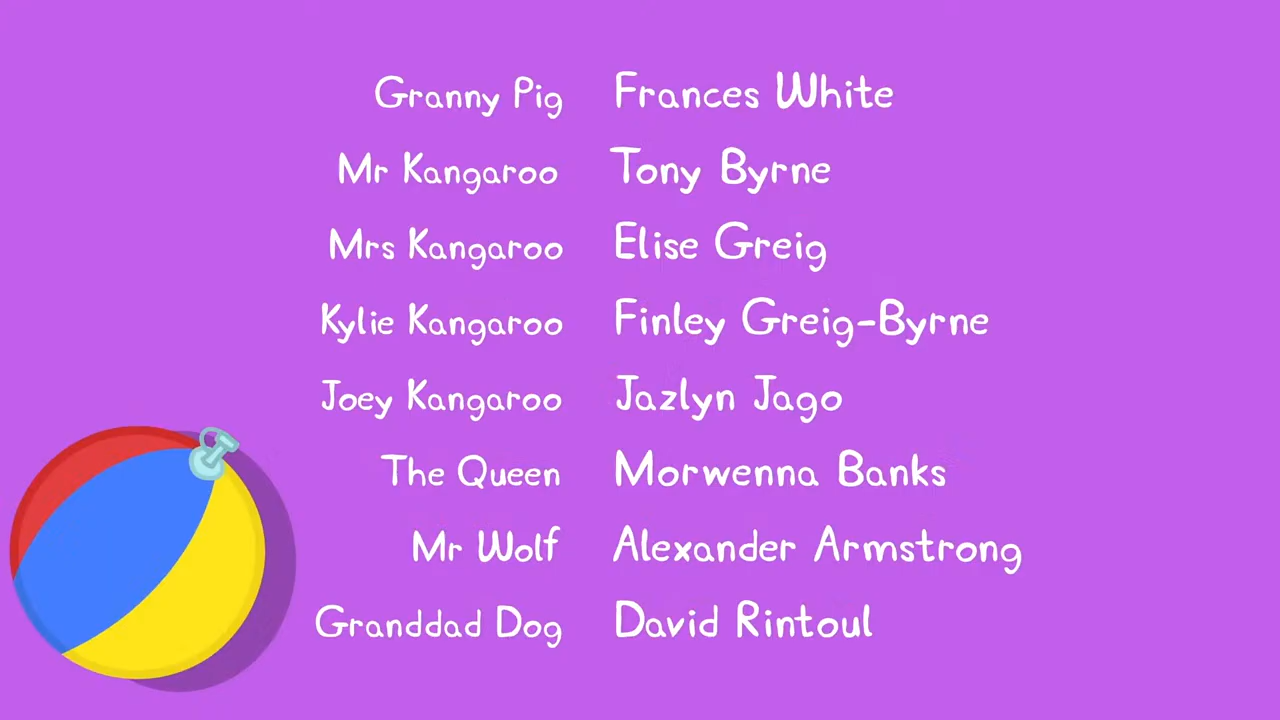 Granny Pig Frances White
Mr Kangaroo Tony Byrne
Mrs Kangaroo Elise Greig
Kylie Kangaroo Finley Greig-Byrne
Joey Kangaroo Jazlyn Jago
The Queen Morwenna Banks
Mr Wolf Alexander Armstrong
Granddad Dog David Rintoul